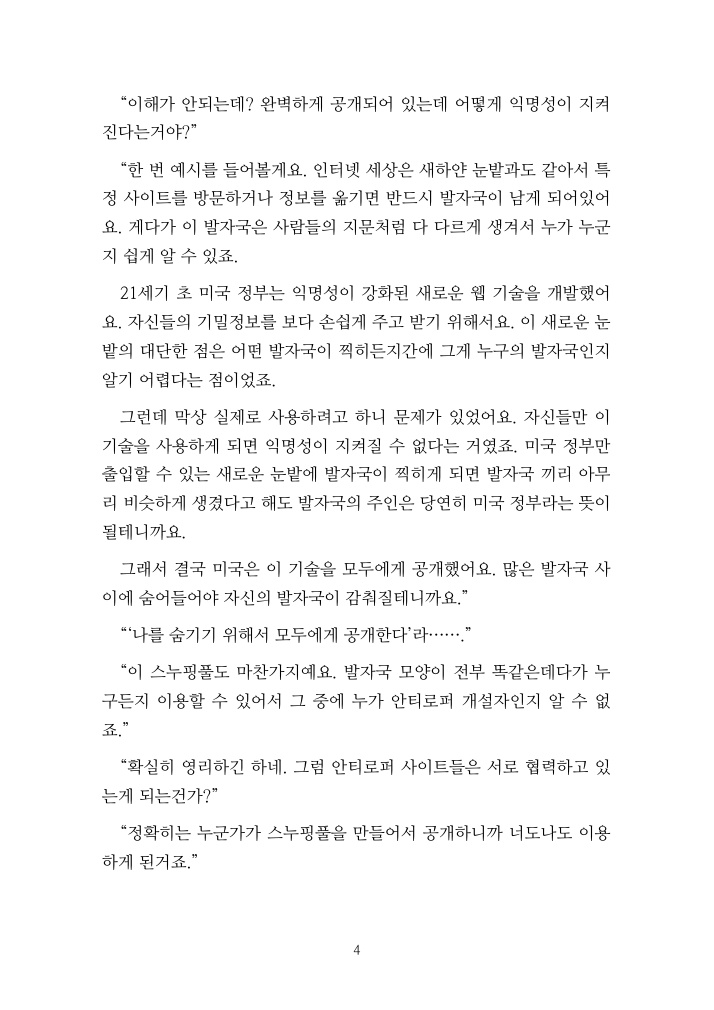 “이해가 안되는데? 완벽하게 공개되어 있는데 어떻게 익명성이 지켜
진다는거야?”
“한 번 예시를 들어볼게요. 인터넷 세상은 새하얀 눈밭과도 같아서 특
정 사이트를 방문하거나 정보를 옮기면 반드시 발자국이 남게 되어있어
요. 게다가 이 발자국은 사람들의 지문처럼 다 다르게 생겨서 누가 누군
지 쉽게 알 수 있죠.
21세기 초 미국 정부는 익명성이 강화된 새로운 웹 기술을 개발했어
요. 자신들의 기밀정보를 보다 손쉽게 주고 받기 위해서요. 이 새로운 눈
밭의 대단한 점은 어떤 발자국이 찍히든지간에 그게 누구의 발자국인지
알기 어렵다는 점이었죠.
그런데 막상 실제로 사용하려고 하니 문제가 있었어요. 자신들만 이
기술을 사용하게 되면 익명성이 지켜질 수 없다는 거였죠. 미국 정부만
출입할 수 있는 새로운 눈밭에 발자국이 찍히게 되면 발자국 끼리 아무
리 비슷하게 생겼다고 해도 발자국의 주인은 당연히 미국 정부라는 뜻이
될테니까요.
그래서 결국 미국은 이 기술을 모두에게 공개했어요. 많은 발자국 사
이에 숨어들어야 자신의 발자국이 감춰질테니까요.”
“‘나를 숨기기 위해서 모두에게 공개한다’라…….”
“이 스누핑풀도 마찬가지예요. 발자국 모양이 전부 똑같은데다가 누
구든지 이용할 수 있어서 그 중에 누가 안티로퍼 개설자인지 알 수 없
죠.”
“확실히 영리하긴 하네. 그럼 안티로퍼 사이트들은 서로 협력하고 있
는게 되는건가?”
“정확히는 누군가가 스누핑풀을 만들어서 공개하니까 너도나도 이용
하게 된거죠.”
4